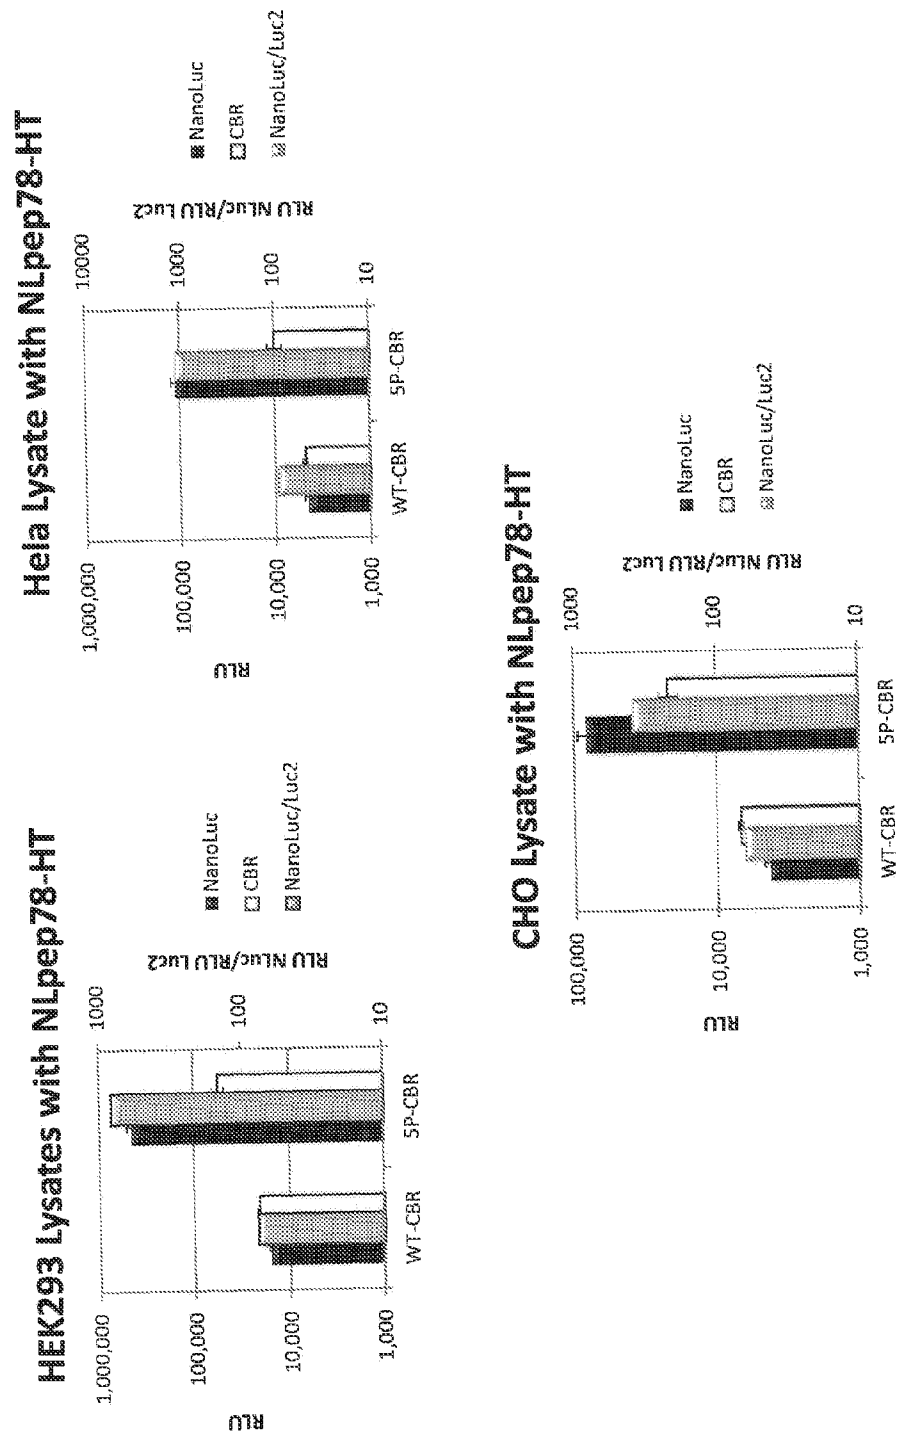 HEK293 Lysates with NLpep78-HT
1,000,000
100,000
10,000
1,000
RLU
1000
100
10
RLU NLuc/RLU Luc2
WT-CBR
5P-CBR
NanoLuc
CBR
NanoLuc/Luc2
Hela Lysate with NLpep78-HT
1,000,000
100,000
10,000
1,000
RLU
10000
1000
100
10
RLU NLuc/RLU Luc2
WT-CBR
5P-CBR
NanoLuc
CBR
NanoLuc/Luc2
CHO Lysate with NLpep78-HT
100,000
10,000
1,000
RLU
1000
100
10
RLU NLuc/RLU Luc2
WT-CBR
5P-CBR
NanoLuc
CBR
NanoLuc/Luc2